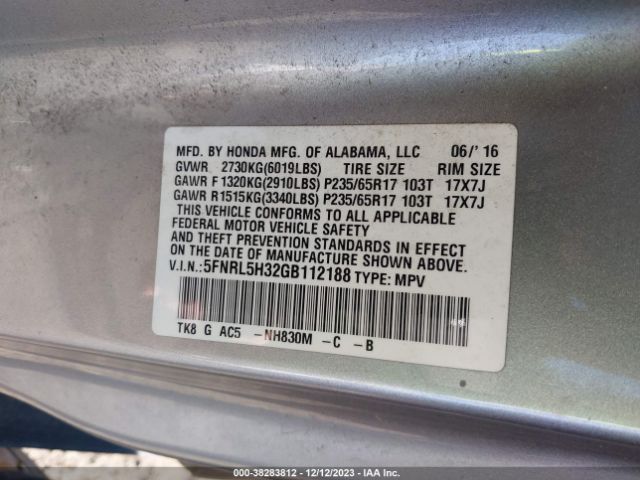 MFD. BY HONDA MFG. OF ALABAMA, LLC 06/' 16
GVWR 2730KG(6019LBS) TIRE SIZE RIM SIZE
GAWR F 1320KG(2910LBS) P235/65R17 103T 17X7J
GAWR R 1515KG(3340LBS) P235/65R17 103T 17X7J
THIS VEHICLE CONFORMS TO ALL APPLICABLE
FEDERAL MOTOR VEHICLE SAFETY
AND THEFT PREVENTION STANDARDS IN EFFECT
ON THE DATE OF MANUFACTURE SHOWN ABOVE.
V.I.N.:5FNRL5H32GB112188 TYPE: MPV
TK8 G AC5 -NH830M -C -B
000-38283812 - 12/12/2023 - IAA Inc.